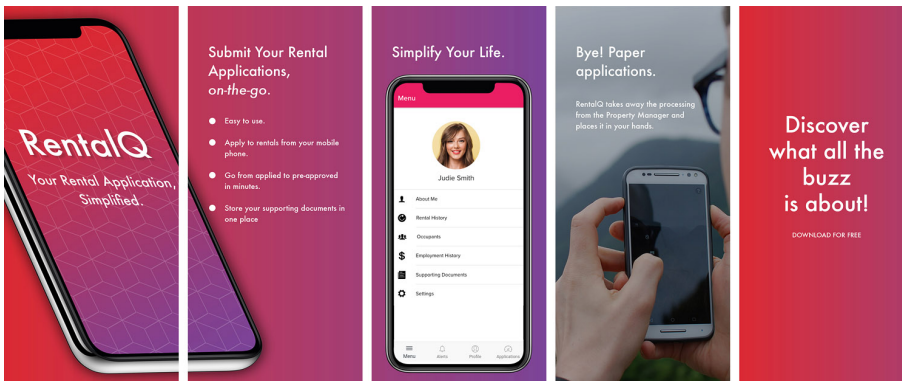 RentalQ
Your Rental Application,
Simplified.
Submit Your Rental
Applications,
on-the-go.
Easy to use.
Apply to rentals from your mobile
phone.
Go from applied to pre-approved
in minutes.
Store your supporting documents in
one place
Simplify Your Life.
Menu
Judie Smith
About Me
Rental History
Occupants
Employment History
Supporting Documents
Settings
Menu
Alerts
Profile
Applications
Bye! Paper
applications.
RentalQ takes away the processing
from the Property Manager and
places it in your hands.
Discover
what all the
buzz
is about!
DOWNLOAD FOR FREE